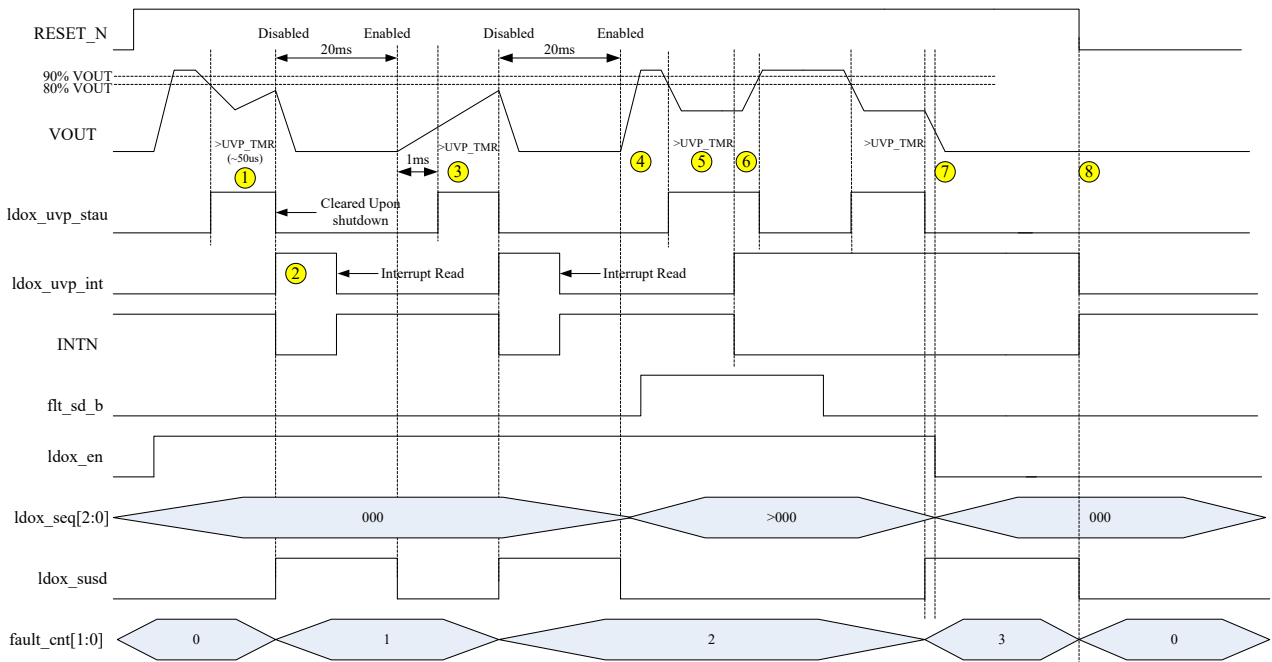 RESET_N
Disabled Enabled Disabled Enabled
20ms 20ms
90% VOUT
80% VOUT
VOUT
>UVP_TMR
(~50us)
1
1ms
>UVP_TMR
3
4
>UVP_TMR
5
6
>UVP_TMR
7
8
ldox_uvp_stau
Cleared Upon
shutdown
ldox_uvp_int
2
Interrupt Read
Interrupt Read
INTN
flt_sd_b
ldox_en
ldox_seq[2:0]
000 >000 000
ldox_susd
fault_cnt[1:0]
0 1 2 3 0